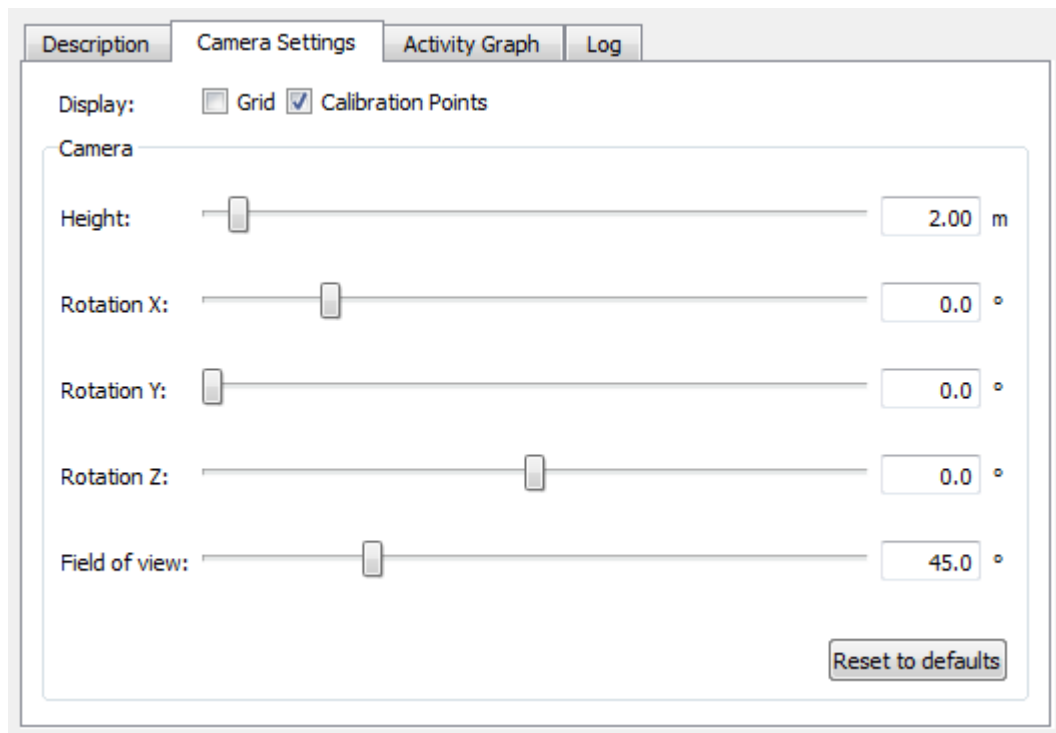 Description Camera Settings Activity Graph Log
Display: Grid Calibration Points
Camera
Height: 2.00 m
Rotation X: 0.0 °
Rotation Y: 0.0 °
Rotation Z: 0.0 °
Field of view: 45.0 °
Reset to defaults